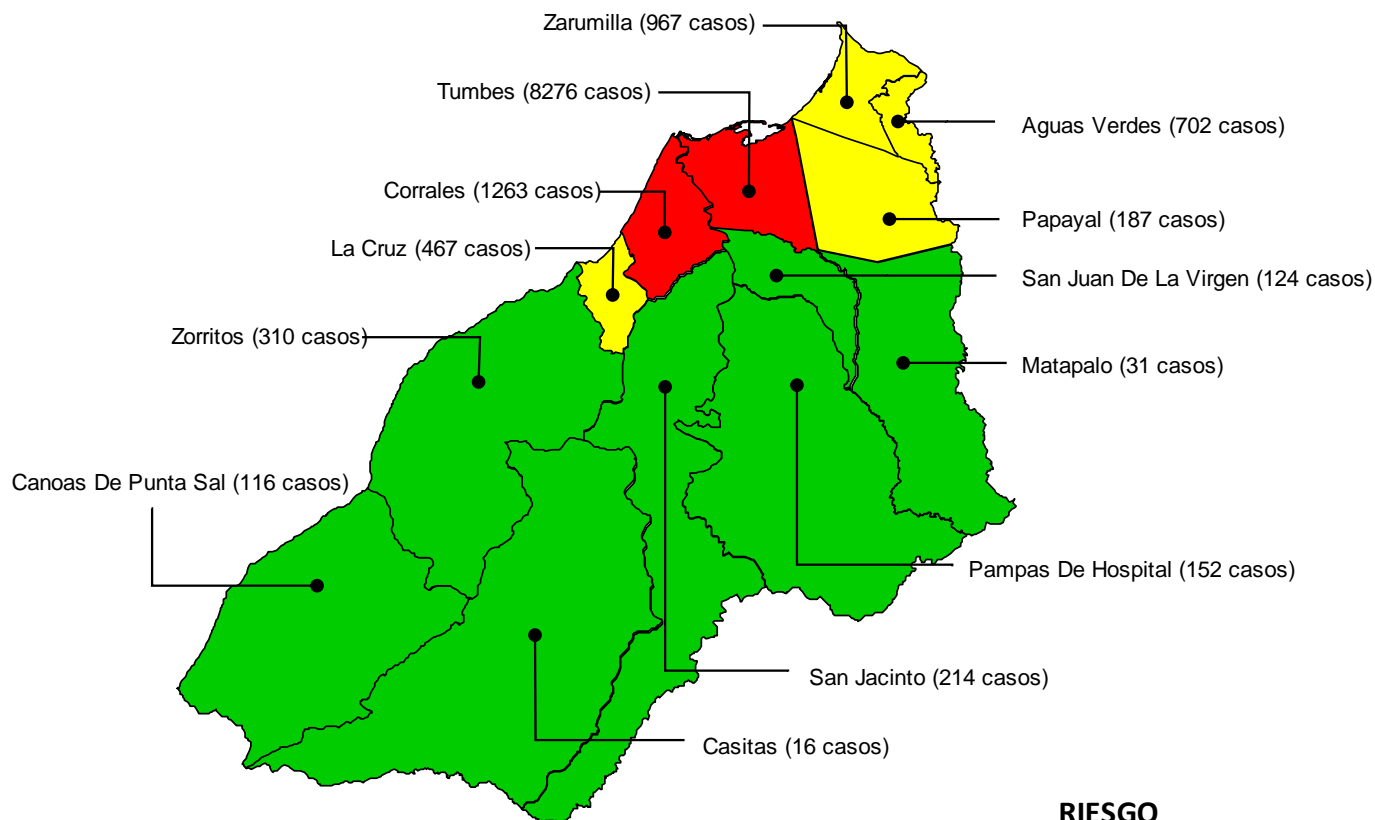 Zarumilla (967 casos)
Tumbes (8276 casos)
Aguas Verdes (702 casos)
Corrales (1263 casos)
Papayal (187 casos)
La Cruz (467 casos)
San Juan De La Virgen (124 casos)
Zorritos (310 casos)
Matapalo (31 casos)
Canoas De Punta Sal (116 casos)
Pampas De Hospital (152 casos)
San Jacinto (214 casos)
Casitas (16 casos)
RIESGO